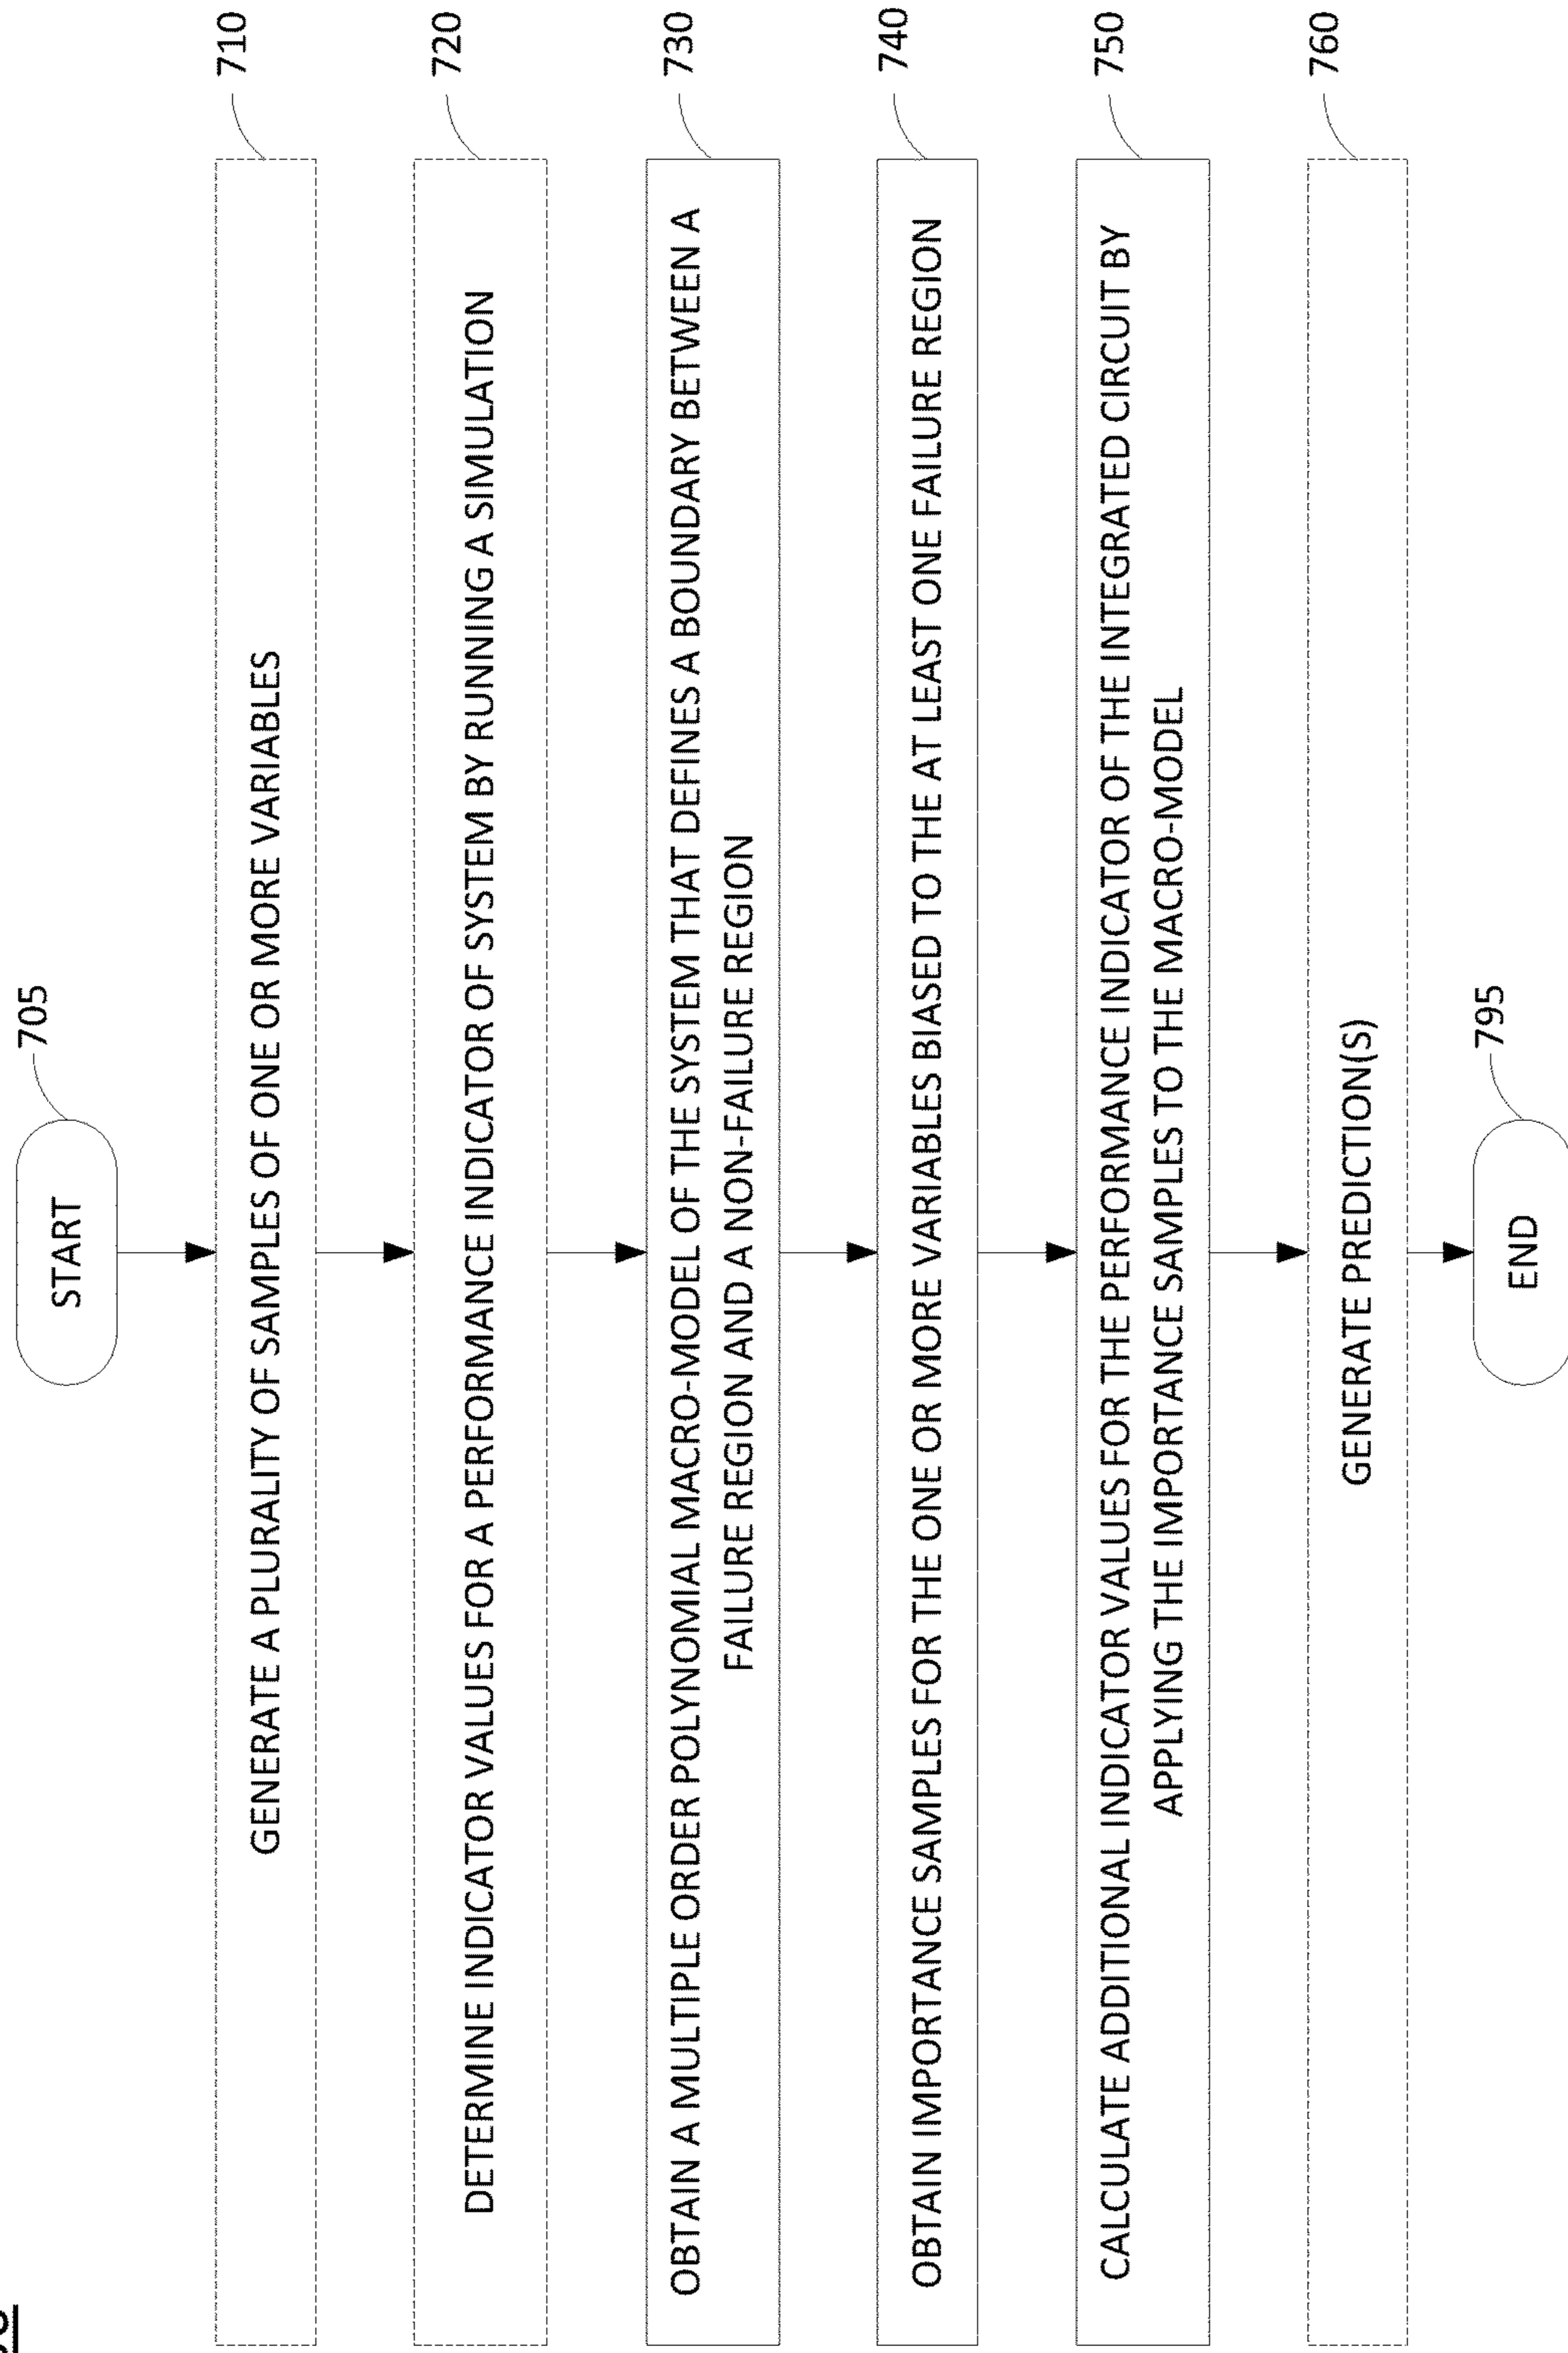 705
START
710
GENERATE A PLURALITY OF SAMPLES OF ONE OR MORE VARIABLES
720
DETERMINE INDICATOR VALUES FOR A PERFORMANCE INDICATOR OF SYSTEM BY RUNNING A SIMULATION
730
OBTAIN A MULTIPLE ORDER POLYNOMIAL MACRO-MODEL OF THE SYSTEM THAT DEFINES A BOUNDARY BETWEEN A
FAILURE REGION AND A NON-FAILURE REGION
740
OBTAIN IMPORTANCE SAMPLES FOR THE ONE OR MORE VARIABLES BIASED TO THE AT LEAST ONE FAILURE REGION
750
CALCULATE ADDITIONAL INDICATOR VALUES FOR THE PERFORMANCE INDICATOR OF THE INTEGRATED CIRCUIT BY
APPLYING THE IMPORTANCE SAMPLES TO THE MACRO-MODEL
760
GENERATE PREDICTION(S)
795
END